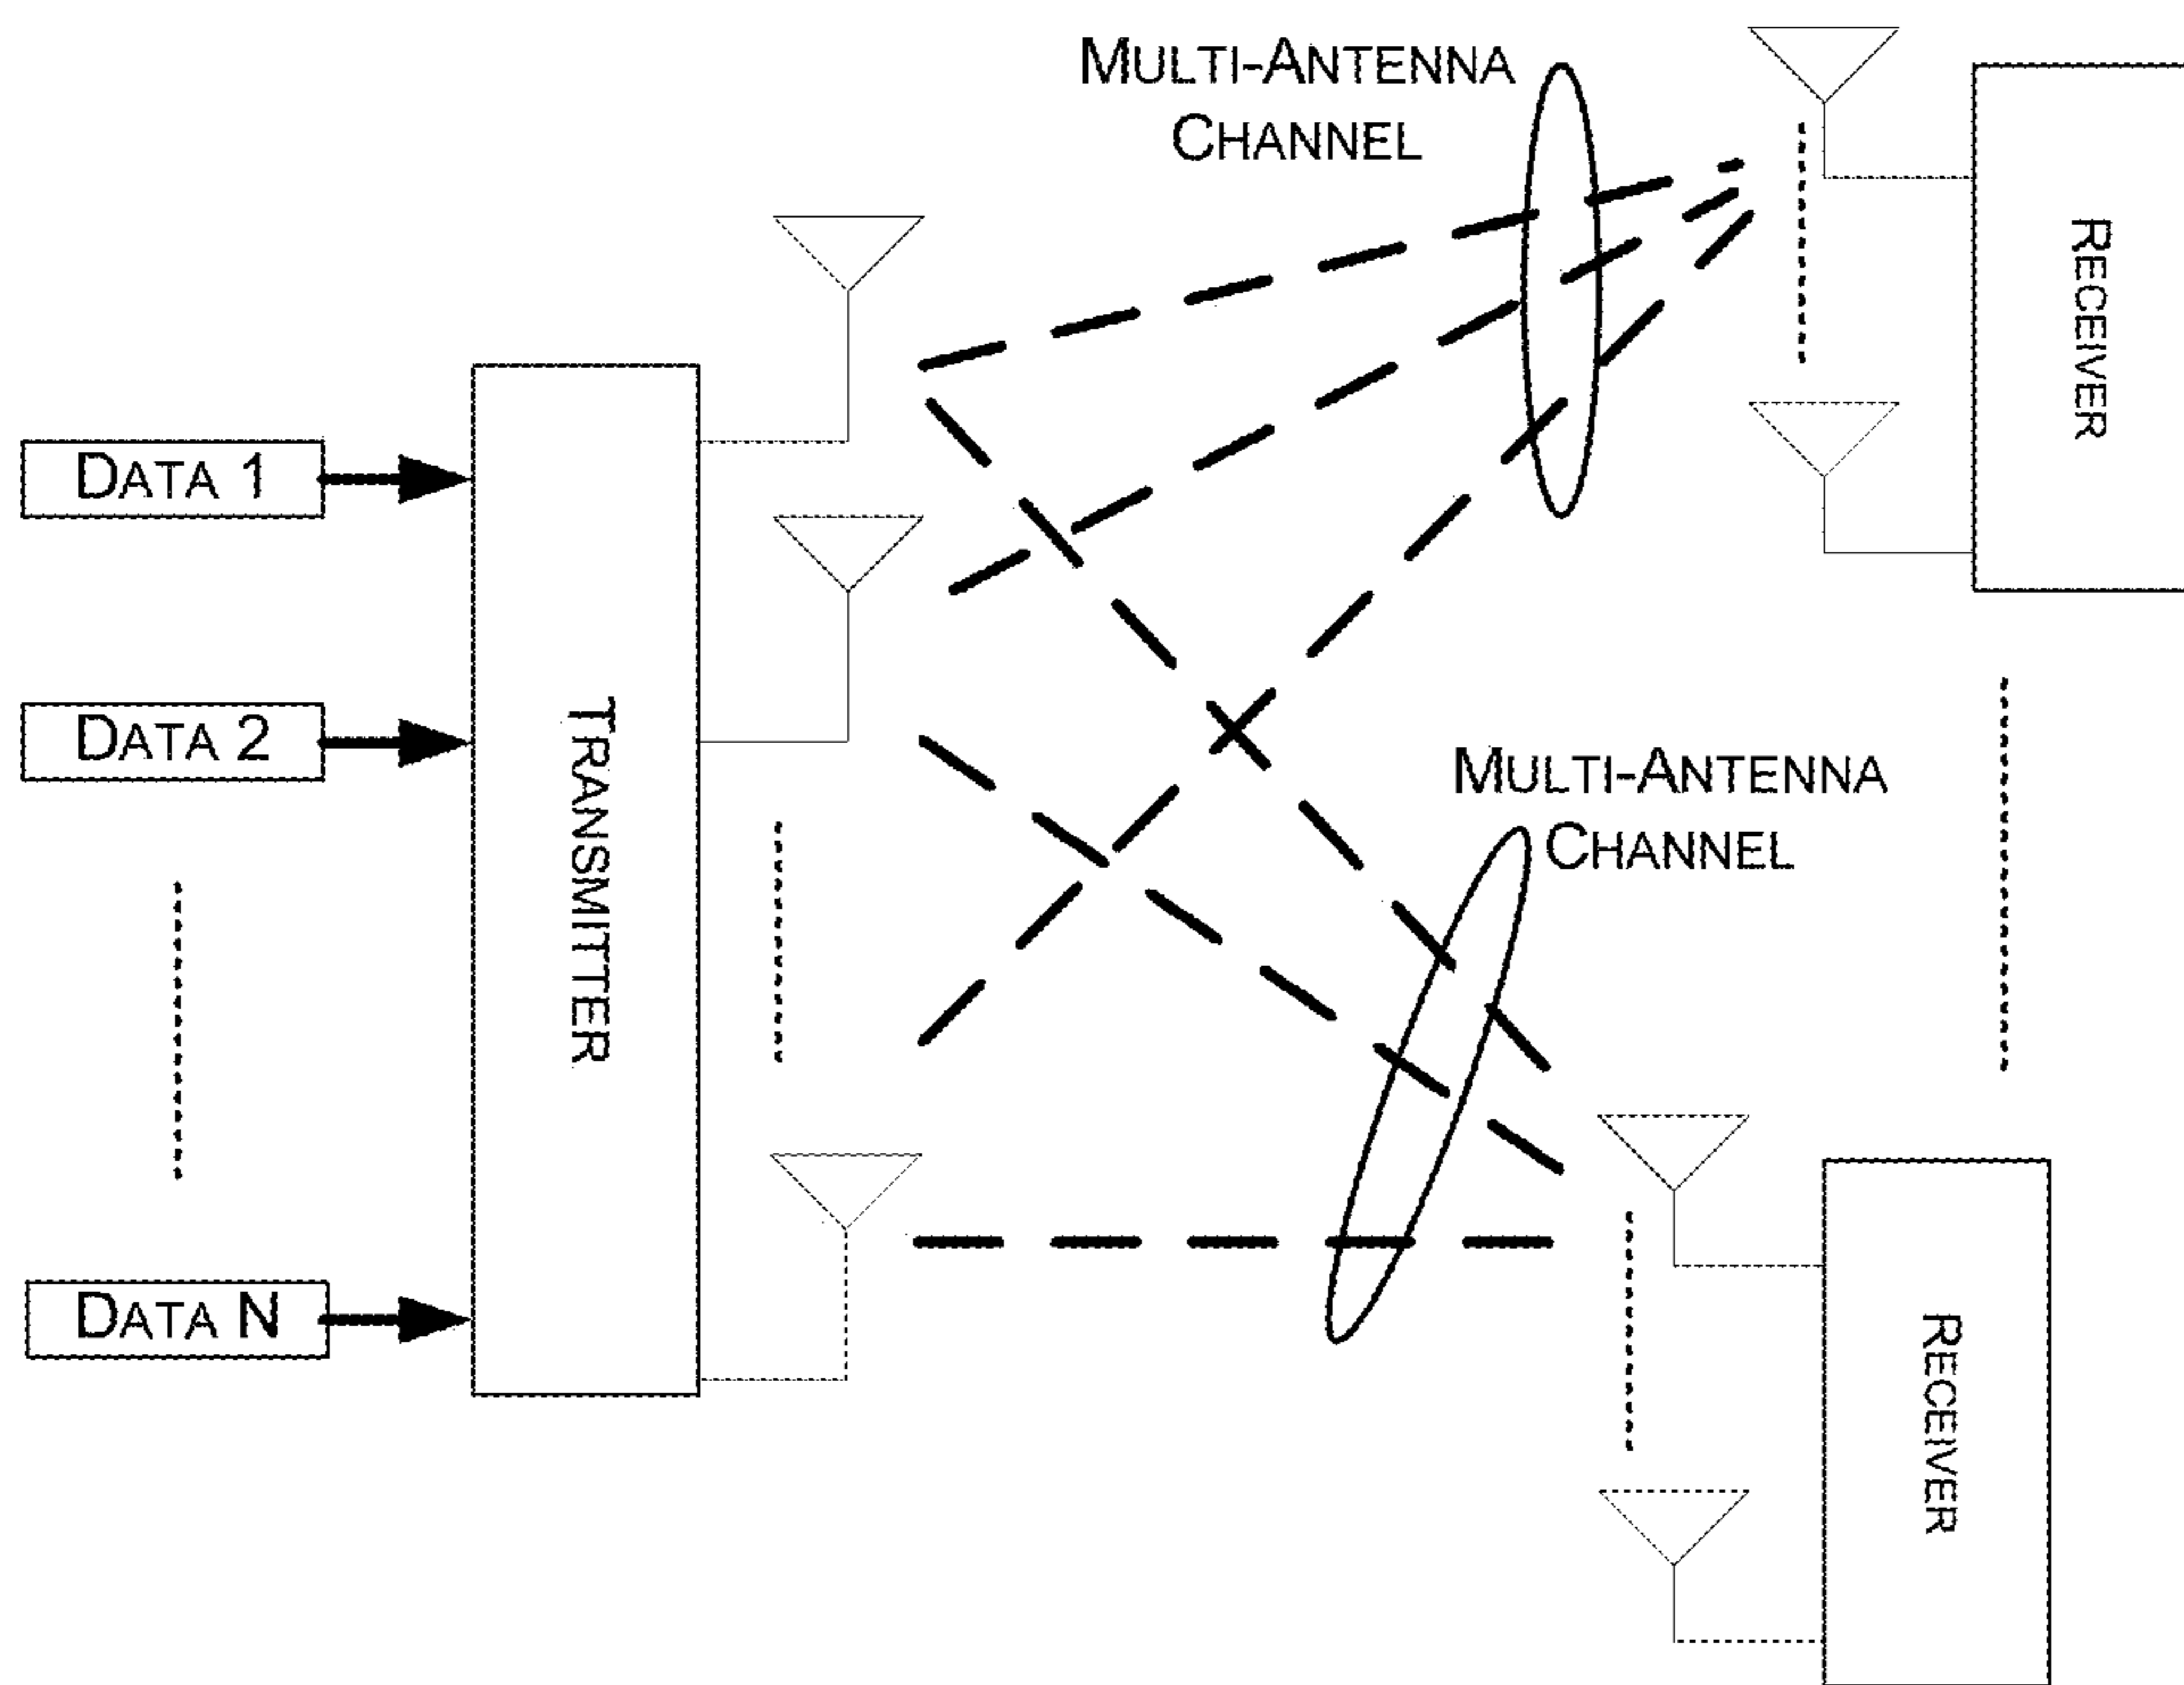 MULTI-ANTENNA
CHANNEL
RECEIVER
DATA 1
DATA 2
TRANSMITTER
MULTI-ANTENNA
CHANNEL
DATA N
RECEIVER